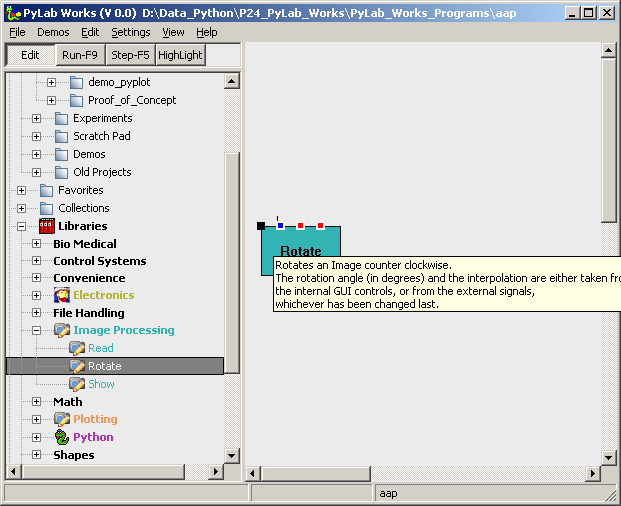 PyLab Works (V 0.0) D:\Data_Python\P24_PyLab_Works\PyLab_Works_Programs\aap
File Demos Edit Settings View Help
Edit Run-F9 Step-F5 HighLight
demo_pyplot
Proof_of_Concept
Experiments
Scratch Pad
Demos
Old Projects
Favorites
Collections
Libraries
Bio Medical
Control Systems
Convenience
Electronics
File Handling
Image Processing
Read
Rotate
Show
Math
Plotting
Python
Shapes
I
Rotate
Rotates an Image counter clockwise.
The rotation angle (in degrees) and the interpolation are either taken fro
the internal GUI controls, or from the external signals,
whichever has been changed last.
aap